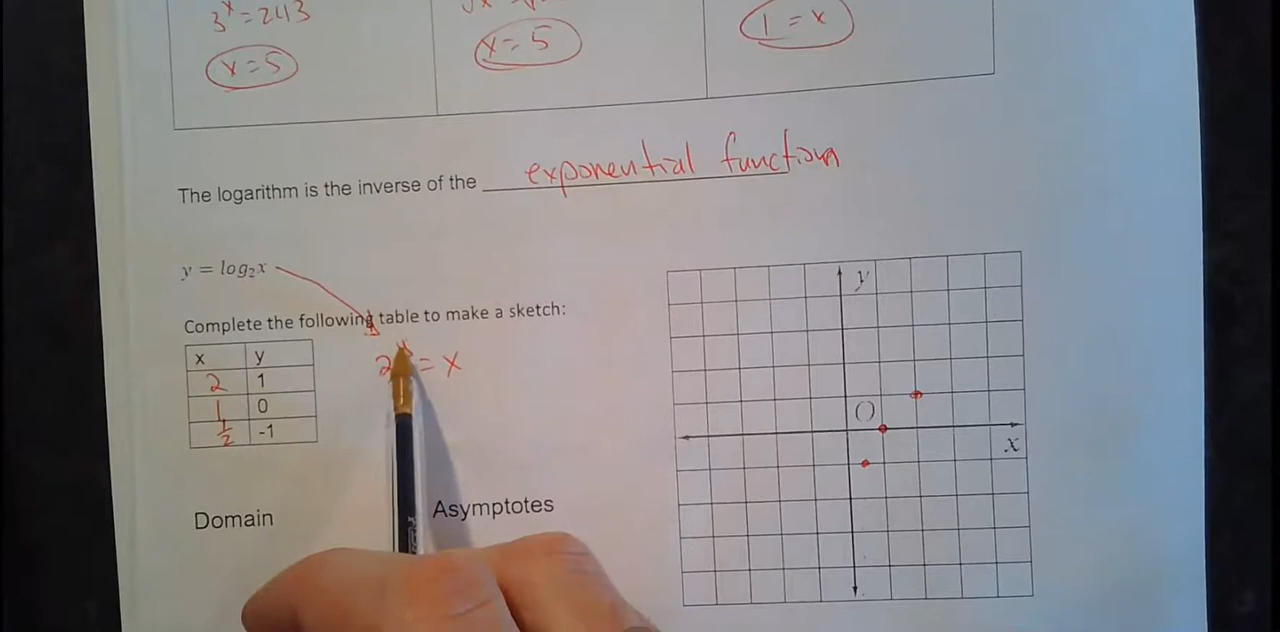 3^x = 243
x = 5
x = 5
1 = x
The logarithm is the inverse of the exponential function
y = log₂x
Complete the following table to make a sketch:
x y
2 1
1 0
1/2 -1
2 = x
y
O
x
Domain
Asymptotes